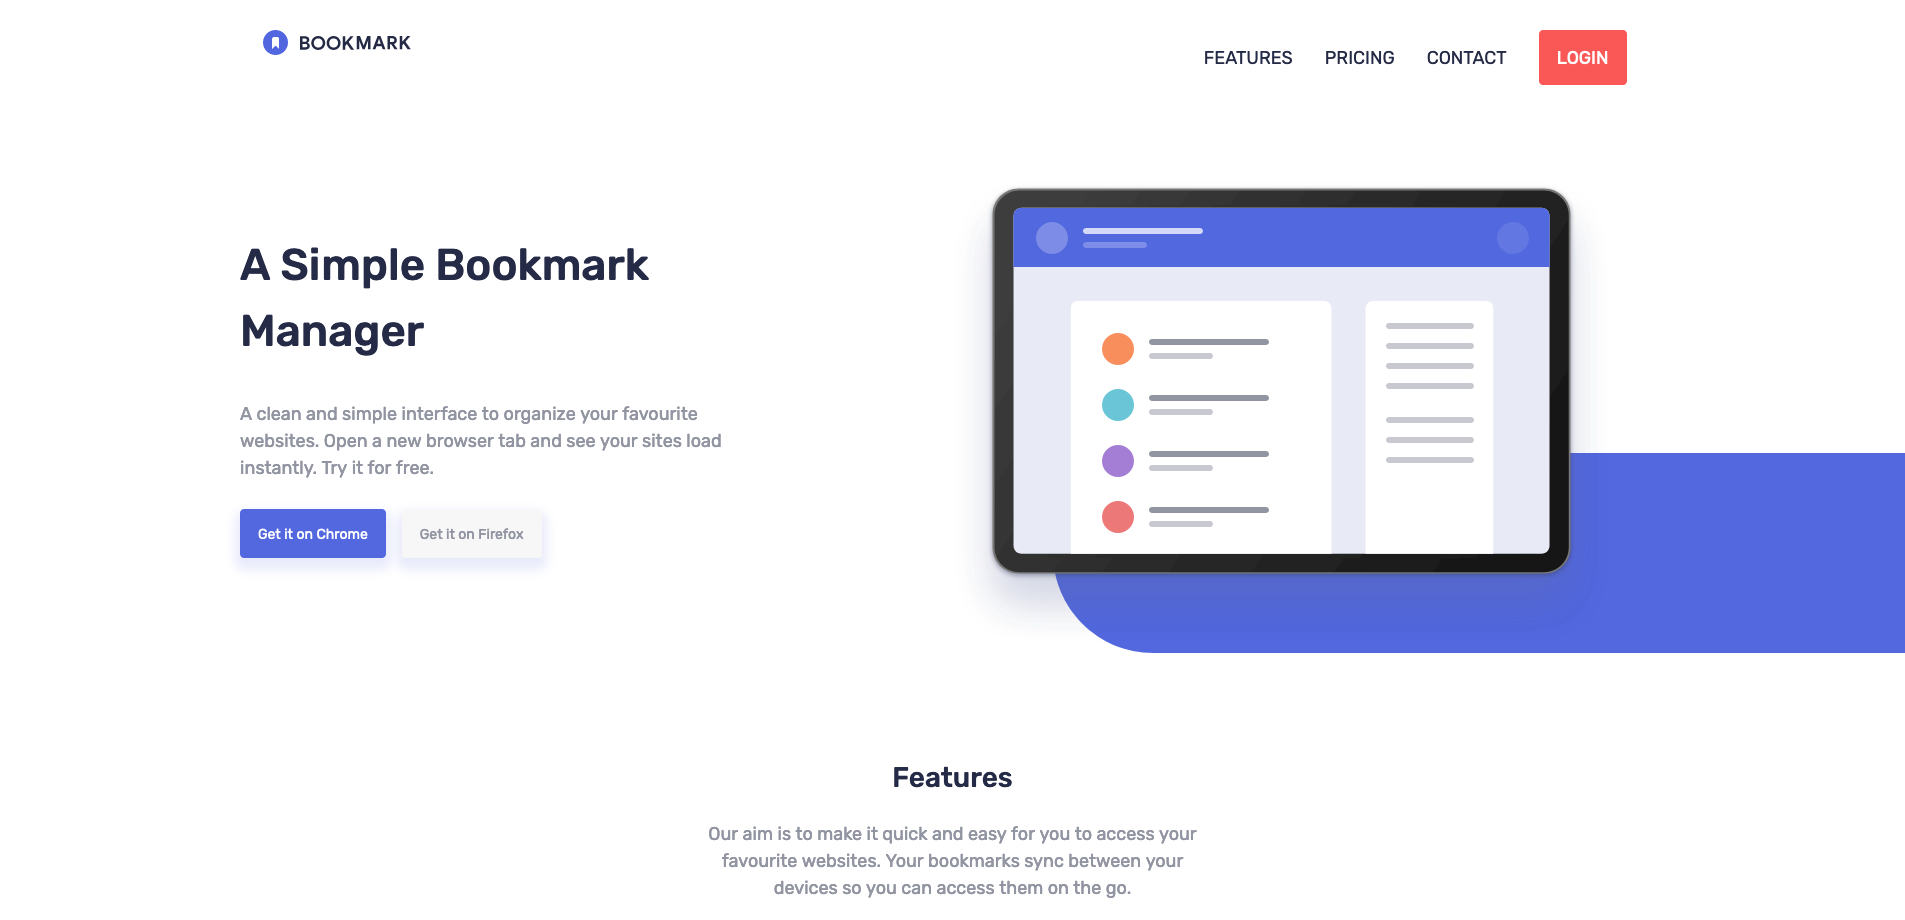 BOOKMARK
FEATURES PRICING CONTACT LOGIN
A Simple Bookmark
Manager
A clean and simple interface to organize your favourite
websites. Open a new browser tab and see your sites load
instantly. Try it for free.
Get it on Chrome Get it on Firefox
Features
Our aim is to make it quick and easy for you to access your
favourite websites. Your bookmarks sync between your
devices so you can access them on the go.